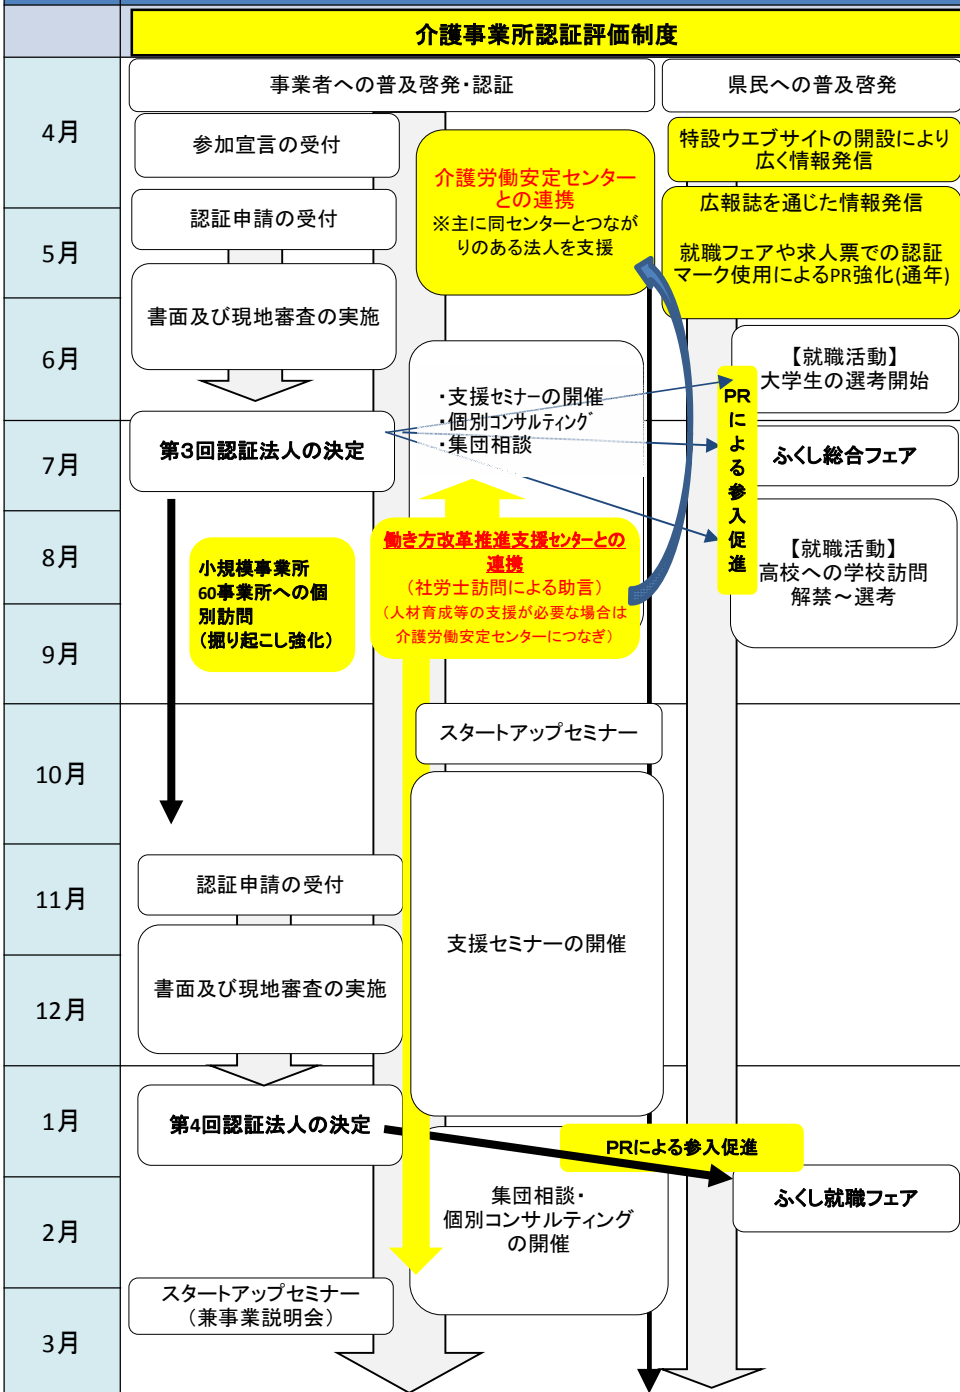 介護事業所認証評価制度
事業者への普及啓発・認証
県民への普及啓発
4月
参加宣言の受付
介護労働安定センター
との連携
※主に同センターとつなが
りのある法人を支援
特設ウエブサイトの開設により
広く情報発信
認証申請の受付
広報誌を通じた情報発信
就職フェアや求人票での認証
マーク使用によるPR強化(通年)
5月
書面及び現地審査の実施
6月
・支援セミナーの開催
・個別コンサルティング
・集団相談
【就職活動】
大学生の選考開始
PRによる参入促進
7月
第3回認証法人の決定
ふくし総合フェア
8月
小規模事業所
60事業所への個
別訪問
(掘り起こし強化)
働き方改革推進支援センターとの
連携
(社労士訪問による助言)
(人材育成等の支援が必要な場合は
介護労働安定センターにつなぎ)
【就職活動】
高校への学校訪問
解禁～選考
9月
スタートアップセミナー
10月
11月
認証申請の受付
支援セミナーの開催
12月
書面及び現地審査の実施
1月
第4回認証法人の決定
PRによる参入促進
ふくし就職フェア
2月
集団相談・
個別コンサルティング
の開催
スタートアップセミナー
(兼事業説明会)
3月